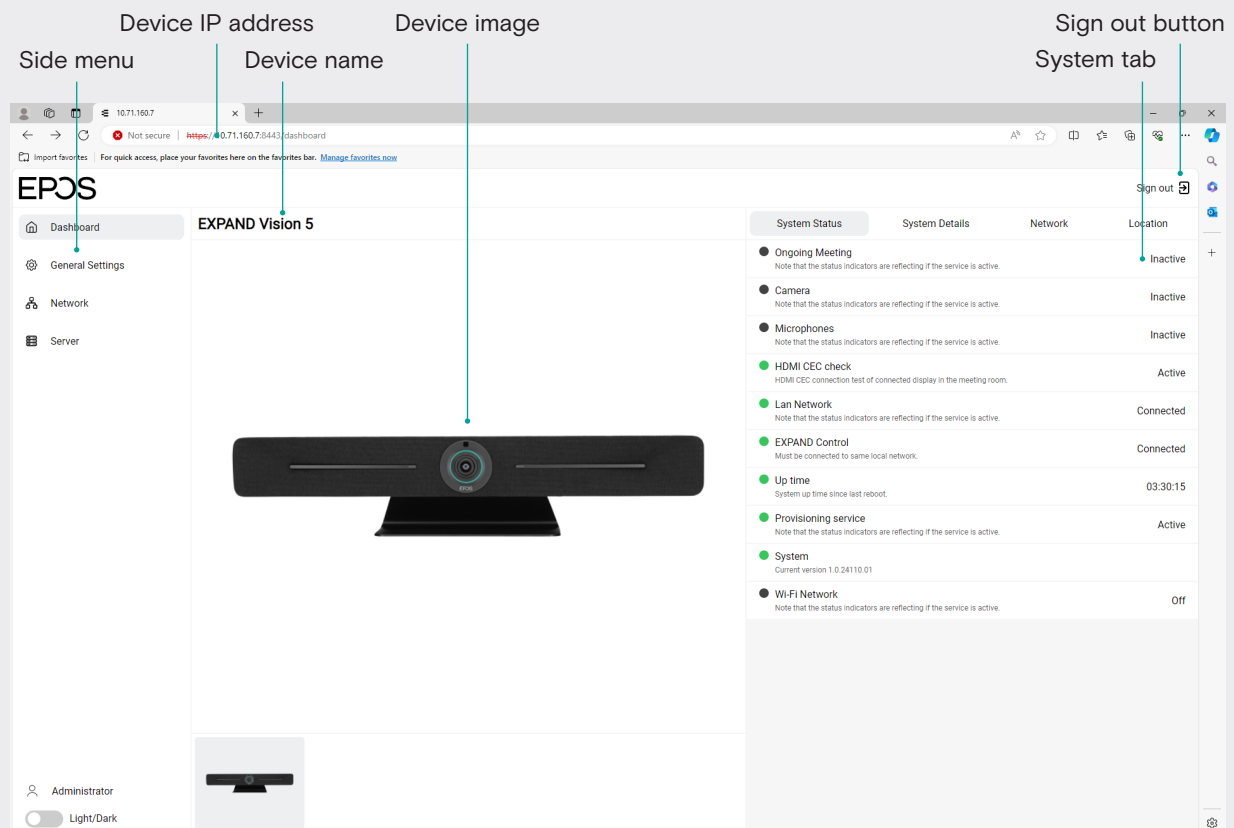 Device IP address
Device image
Sign out button
Side menu
Device name
System tab
10.71.160.7
Not secure
https://10.71.160.7:8443/dashboard
Import favorites
For quick access, place your favorites here on the favorites bar. Manage favorites now
EPOS
Sign out
Dashboard
General Settings
Network
Server
EXPAND Vision 5
System Status
System Details
Network
Location
Ongoing Meeting
Note that the status indicators are reflecting if the service is active.
Inactive
Camera
Note that the status indicators are reflecting if the service is active.
Inactive
Microphones
Note that the status indicators are reflecting if the service is active.
Inactive
HDMI CEC check
HDMI CEC connection test of connected display in the meeting room.
Active
Lan Network
Note that the status indicators are reflecting if the service is active.
Connected
EXPAND Control
Must be connected to same local network.
Connected
Up time
System up time since last reboot.
03:30:15
Provisioning service
Note that the status indicators are reflecting if the service is active.
Active
System
Current version 1.0.24110.01
Wi-Fi Network
Note that the status indicators are reflecting if the service is active.
Off
EPOS
Administrator
Light/Dark